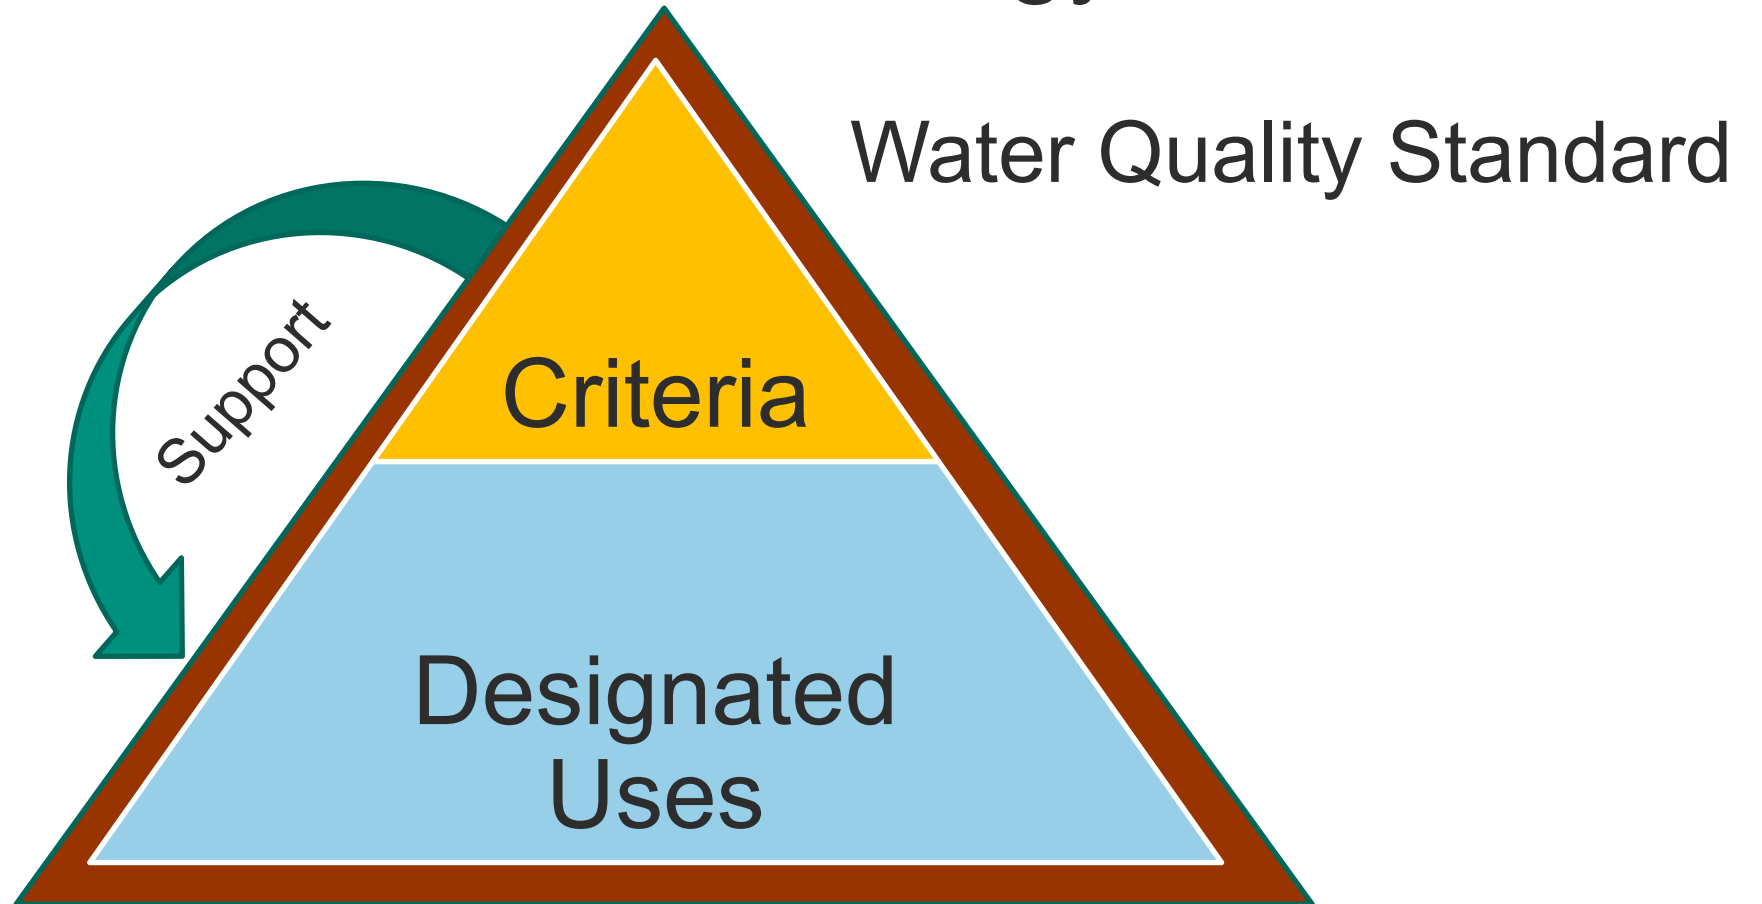 Water Quality Standard
Support
Criteria
Designated
Uses